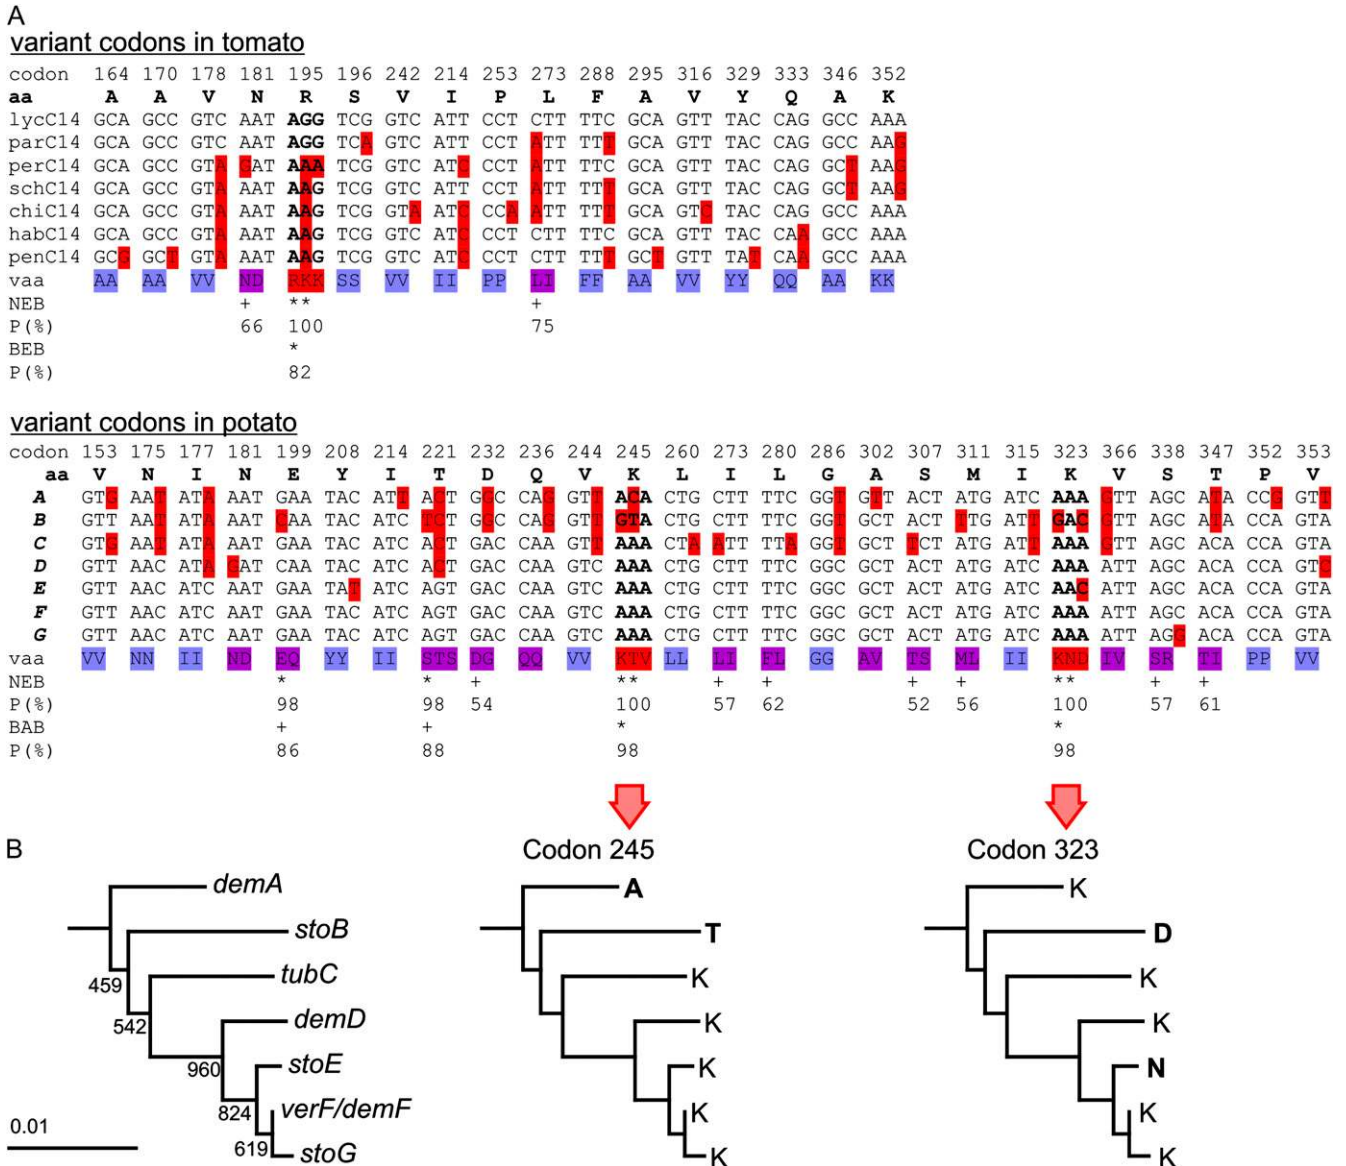 A
variant codons in tomato
codon 164 170 178 181 195 196 242 214 253 273 288 295 316 329 333 346 352
aa A A V N R S V I P L F A V Y Q A K
lycC14 GCA GCC GTC AAT AGG TCG GTC ATT CCT CTT TTC GCA GTT TAC CAG GCC AAA
parC14 GCA GCC GTC AAT AGG TCA GTC ATT CCT ATT TTT GCA GTT TAC CAG GCC AAG
perC14 GCA GCC GTA GAT AAA TCG GTC ATG CCT ATT TTC GCA GTT TAC CAG GCT AAG
schC14 GCA GCC GTA AAT AAG TCG GTC ATT CCT ATT TTT GCA GTT TAC CAG GCT AAG
chiC14 GCA GCC GTA AAT AAG TCG GTA ATC CCA ATT TTT GCA GTC TAC CAG GCC AAA
habC14 GCA GCC GTA AAT AAG TCG GTC ATC CCT CTT TTC GCA GTT TAC CAA GCC AAA
penC14 GCG GCT GTA AAT AAG TCG GTC ATC CCT CTT TTT GCT GTT TAT CAA GCC AAA
vaa AA AA VV ND RKK SS VV II PP LI FF AA VV YY QQ AA KK
NEB + ** +
P(%) 66 100 75
BEB *
P(%) 82
variant codons in potato
codon 153 175 177 181 199 208 214 221 232 236 244 245 260 273 280 286 302 307 311 315 323 366 338 347 352 353
aa V N I N E Y I T D Q V K L I L G A S M I K V S T P V
A GTG AAT ATA AAT GAA TAC ATT ACT GGC CAG GTT ACA CTG CTT TTC GGT GTT ACT ATG ATC AAA GTT AGC ATA CCG GTT
B GTT AAT ATA AAT CAA TAC ATC TCT GGC CAG GTT GTA CTG CTT TTC GGT GCT ACT TTG ATT GAC GTT AGC ATA CCA GTA
C GTG AAT ATA AAT GAA TAC ATC ACT GAC CAA GTT AAA CTA ATT TTA GGT GCT TCT ATG ATT AAA GTT AGC ACA CCA GTA
D GTT AAC ATA GAT CAA TAC ATC ACT GAC CAA GTC AAA CTG CTT TTC GGC GCT ACT ATG ATC AAA ATT AGC ACA CCA GTC
E GTT AAC ATC AAT GAA TAT ATC AGT GAC CAA GTC AAA CTG CTT TTC GGC GCT ACT ATG ATC AAC ATT AGC ACA CCA GTA
F GTT AAC ATC AAT GAA TAC ATC AGT GAC CAA GTC AAA CTG CTT TTC GGC GCT ACT ATG ATC AAA ATT AGC ACA CCA GTA
G GTT AAC ATC AAT GAA TAC ATC AGT GAC CAA GTC AAA CTG CTT TTC GGC GCT ACT ATG ATC AAA ATT AGG ACA CCA GTA
vaa VV NN II ND EQ YY II STS DG QQ VV KTV LL LI FL GG AV TS ML II KND IV SR TI PP VV
NEB * * + ** + + + + ** + +
P(%) 98 98 54 100 57 62 52 56 100 57 61
BAB + + * *
P(%) 86 88 98 98
B
Codon 245
Codon 323
demA
A
K
stoB
T
D
tubC
K
K
459
demD
K
K
542
stoE
K
N
960
verF/demF
K
K
824
0.01
619
stoG
K
K